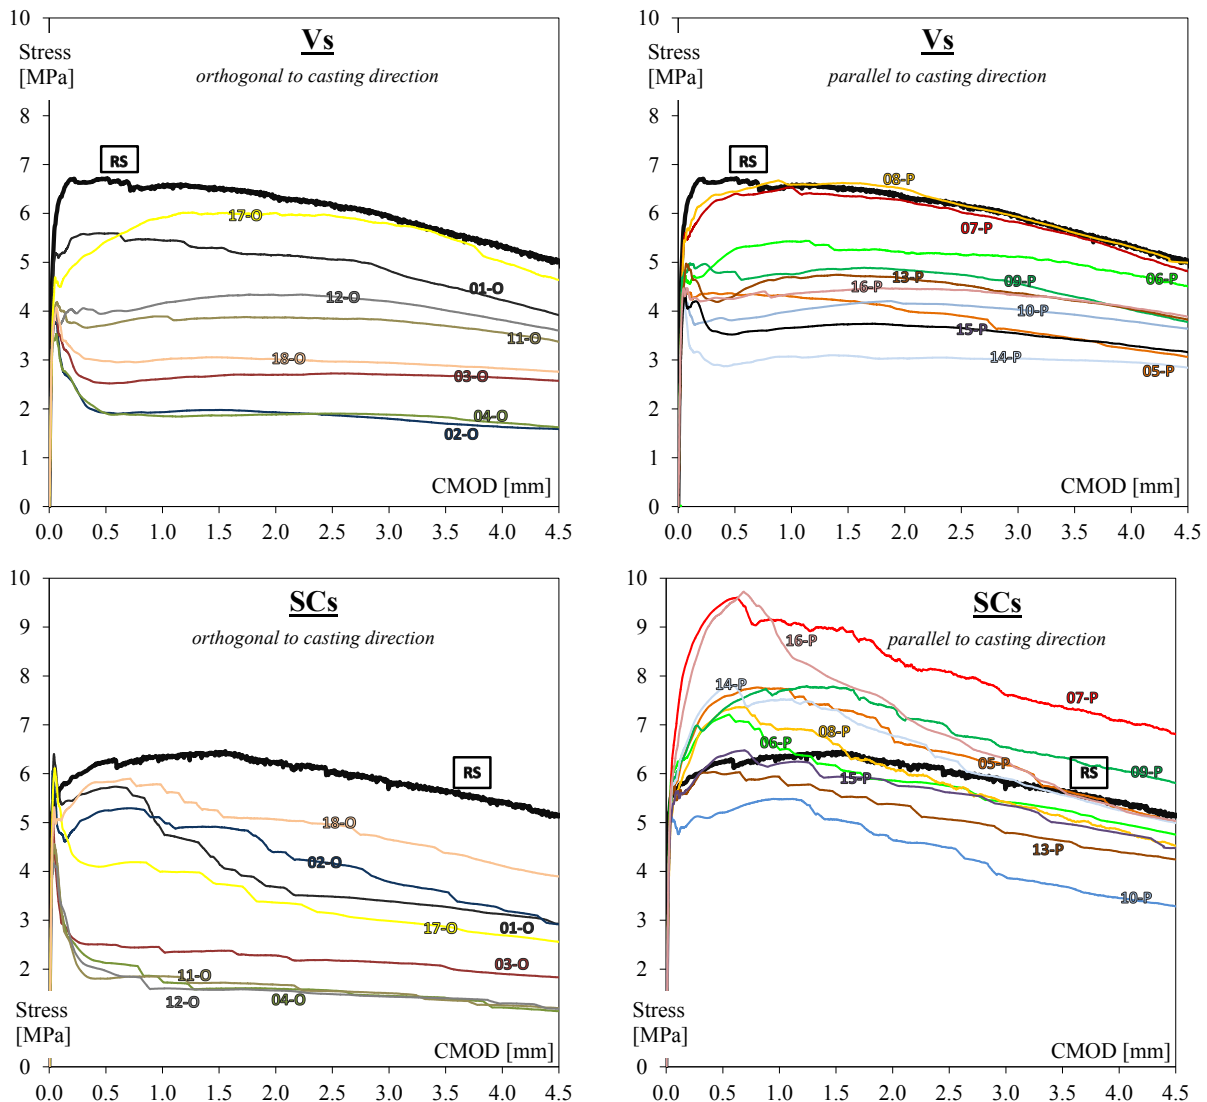 10
Stress
[MPa]
Vs
orthogonal to casting direction
8
7
RS
6
17-O
5
01-O
12-O
4
11-O
3
18-O
03-O
2
04-O
02-O
1
CMOD [mm]
0
0.0 0.5 1.0 1.5 2.0 2.5 3.0 3.5 4.0 4.5
10
Stress
[MPa]
Vs
parallel to casting direction
8
7
RS
08-P
6
07-P
5
06-P
09-P
13-P
16-P
4
10-P
15-P
3
14-P
05-P
2
1
CMOD [mm]
0
0.0 0.5 1.0 1.5 2.0 2.5 3.0 3.5 4.0 4.5
10
SCs
9
orthogonal to casting direction
8
7
6
RS
5
18-O
4
02-O
3
17-O
01-O
2
03-O
11-O
12-O
04-O
Stress
[MPa]
CMOD [mm]
0
0.0 0.5 1.0 1.5 2.0 2.5 3.0 3.5 4.0 4.5
10
SCs
9
16-P
parallel to casting direction
8
14-P
07-P
7
08-P
06-P
6
05-P
RS
09-P
15-P
5
13-P
4
10-P
3
2
Stress
[MPa]
CMOD [mm]
0
0.0 0.5 1.0 1.5 2.0 2.5 3.0 3.5 4.0 4.5